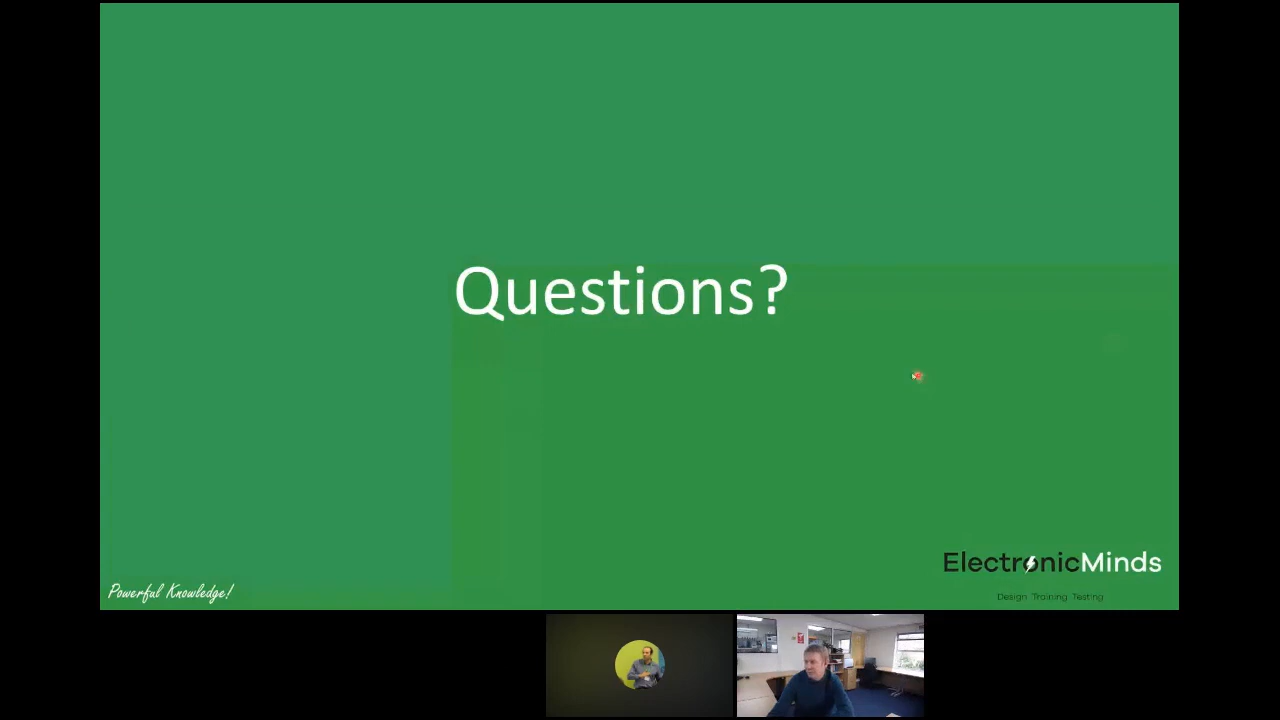 Questions?
ElectronicMinds
Powerful Knowledge!
Design Training Testing